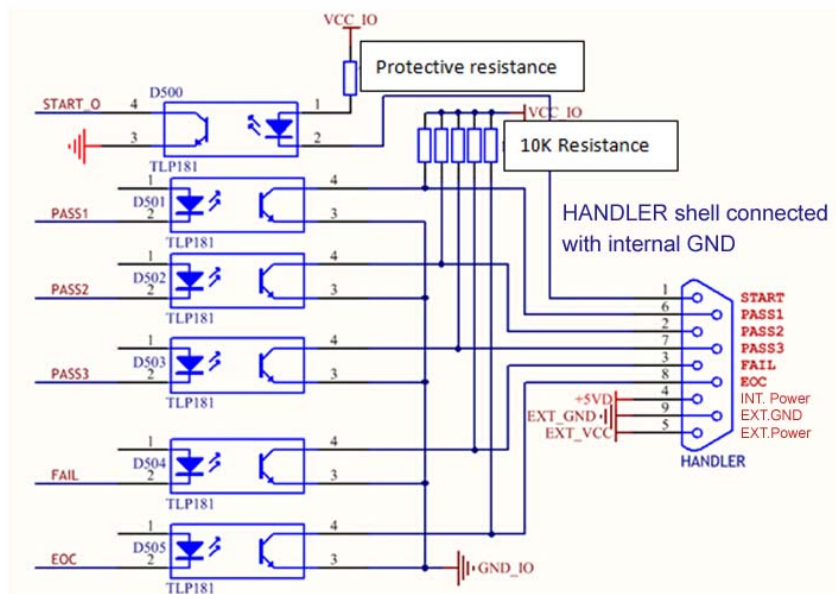 VCC_IO
Protective resistance
D500
START_O 4 1
3 2
TLP181
VCC_IO
10K Resistance
1 4
D501
PASS1 2 3
TLP181
HANDLER shell connected
with internal GND
1 4
D502
PASS2 2 3
TLP181
1 4
D503
PASS3 2 3
TLP181
1 START
6 PASS1
2 PASS2
7 PASS3
3 FAIL
8 EOC
+5VD 4 INT. Power
EXT_GND 9 EXT.GND
EXT_VCC 5 EXT.Power
HANDLER
1 4
D504
FAIL 2 3
TLP181
1 4
D505
EOC 2 3
GND_IO
TLP181